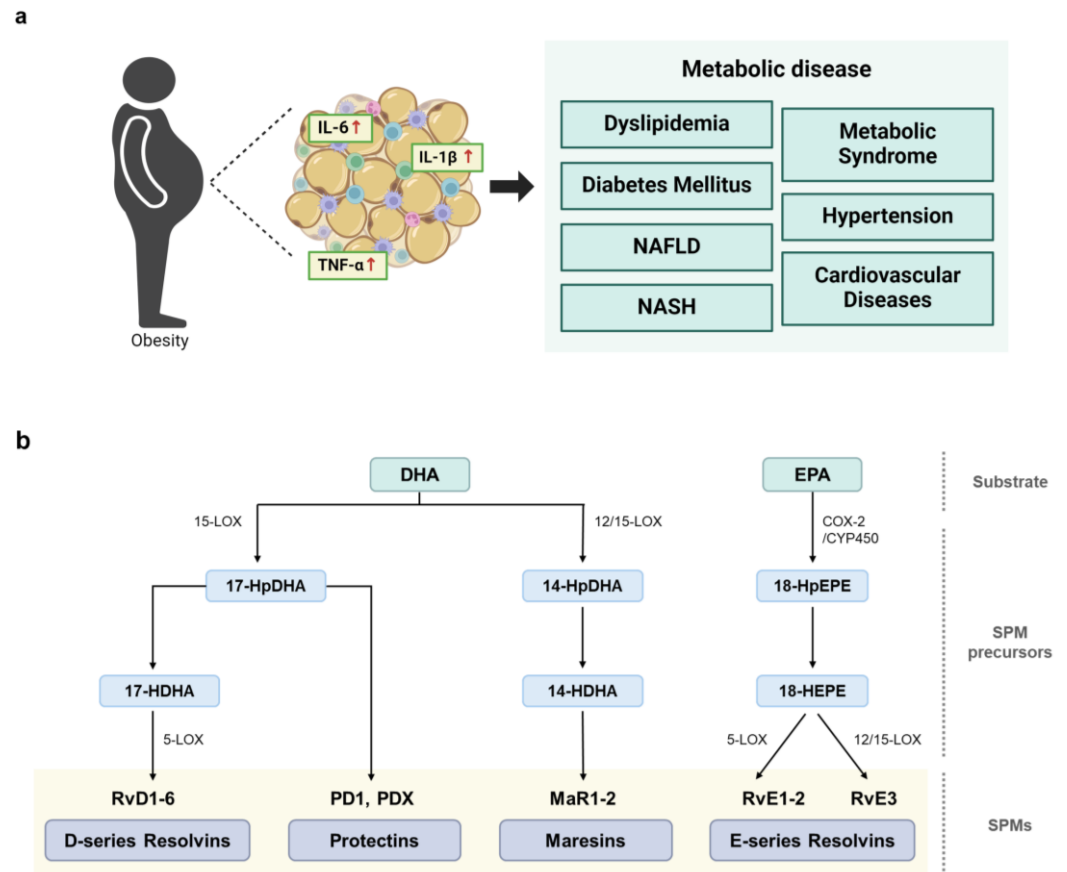 a
Metabolic disease
IL-6↑
IL-1β ↑
TNF-α↑
Obesity
Dyslipidemia
Diabetes Mellitus
NAFLD
NASH
Metabolic
Syndrome
Hypertension
Cardiovascular
Diseases
b
DHA
EPA
Substrate
15-LOX
12/15-LOX
COX-2
/CYP450
17-HpDHA
14-HpDHA
18-HpEPE
SPM
precursors
17-HDHA
14-HDHA
18-HEPE
5-LOX
5-LOX
12/15-LOX
RvD1-6
PD1, PDX
MaR1-2
RvE1-2
RvE3
D-series Resolvins
Protectins
Maresins
E-series Resolvins
SPMs